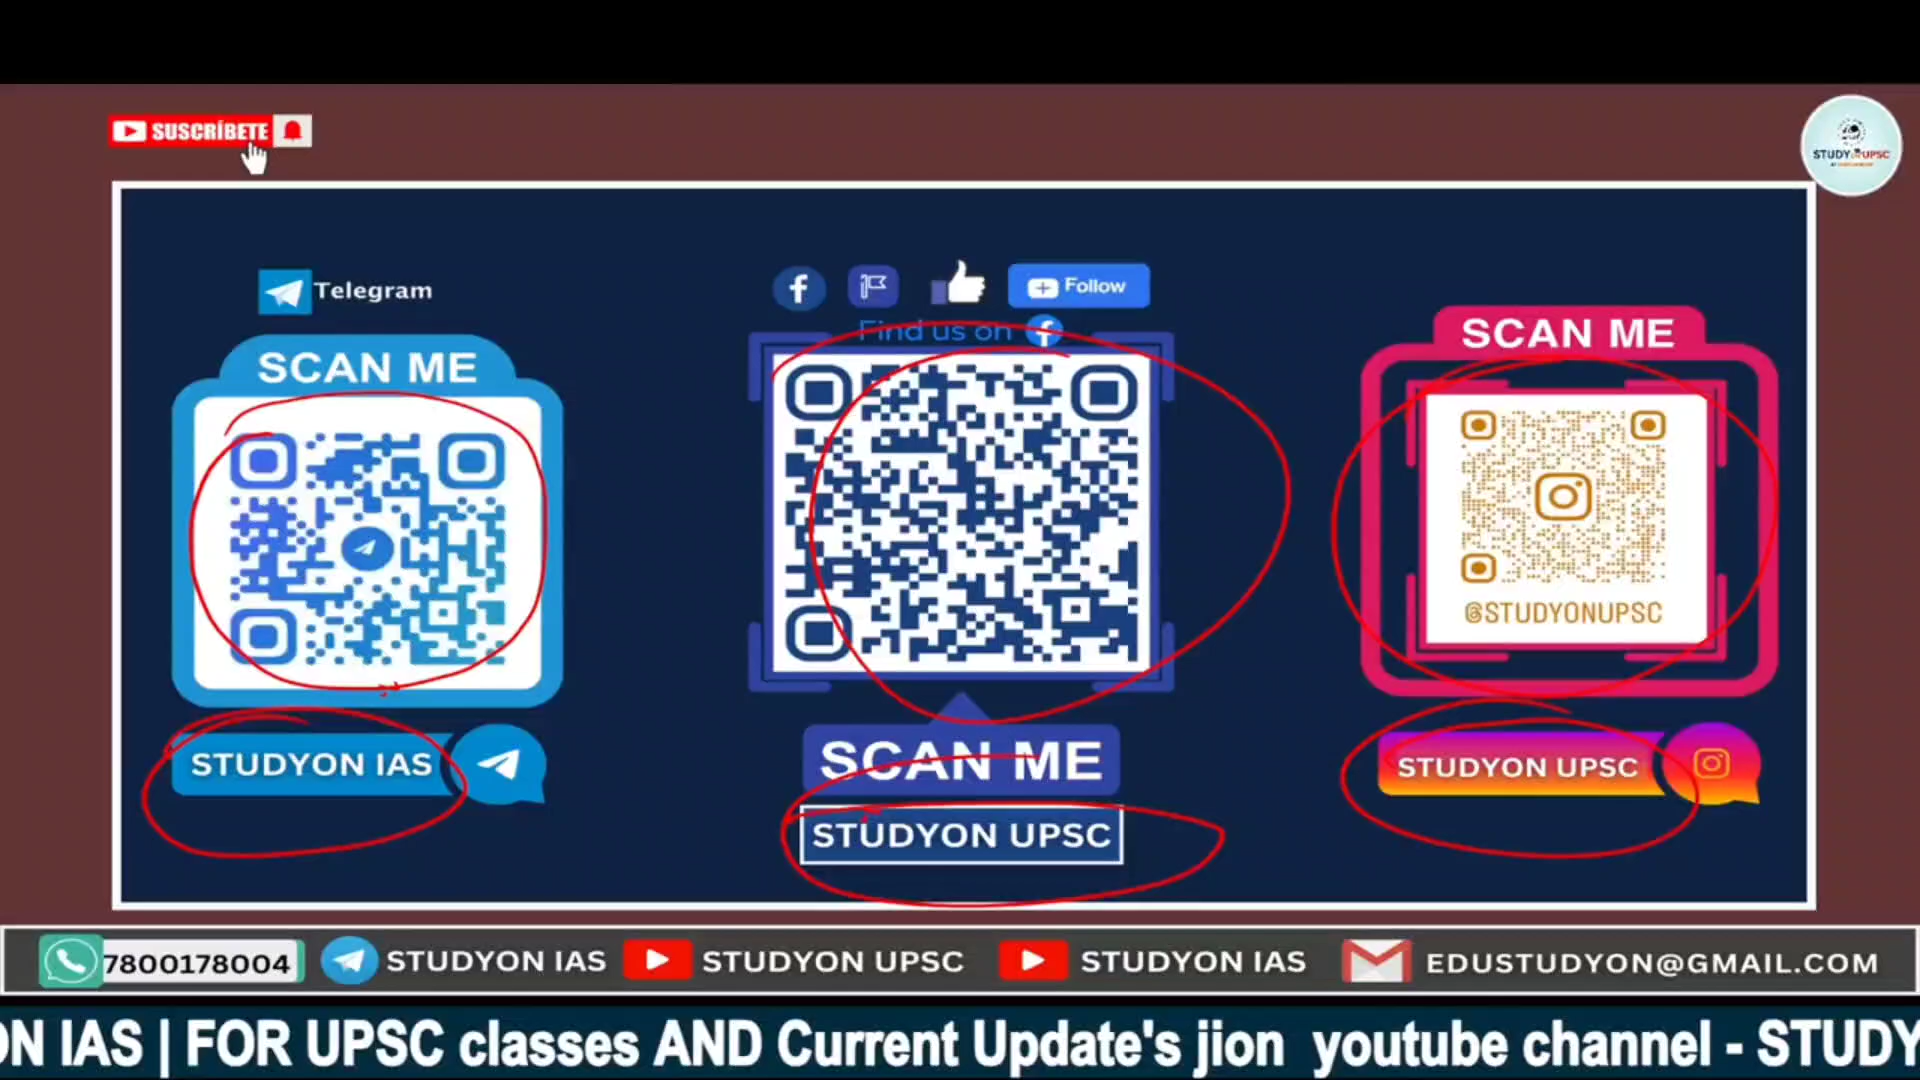 SUSCRÍBETE
STUDY UPSC
Telegram
Follow
Find us on
SCAN ME
SCAN ME
@STUDYONUPSC
STUDYON IAS
SCAN ME
STUDYON UPSC
STUDYON UPSC
7800178004
STUDYON IAS
STUDYON UPSC
STUDYON IAS
EDUSTUDYON@GMAIL.COM
ON IAS | FOR UPSC classes AND Current Update's jion youtube channel - STUDY